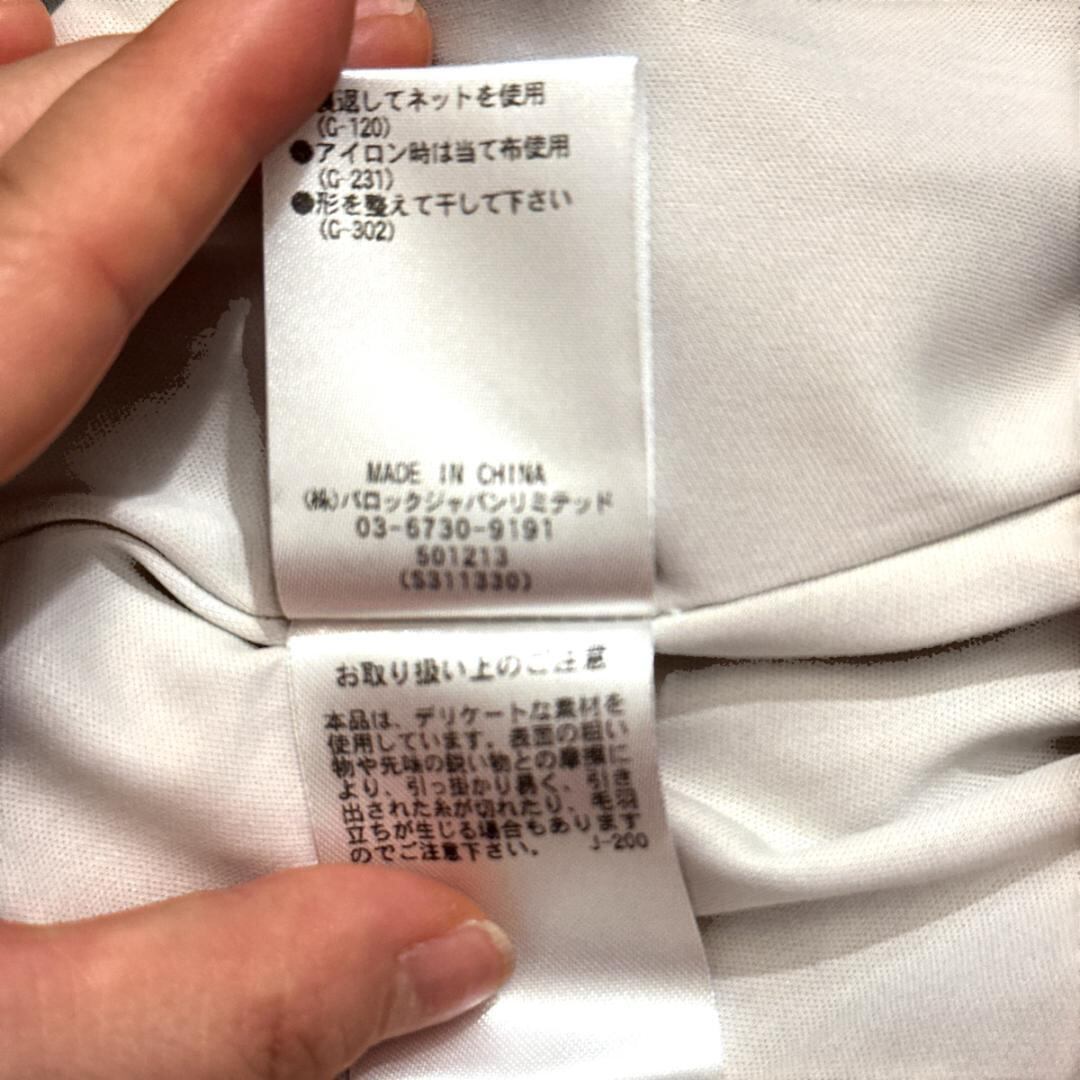 裏返してネットを使用
(G-120)
●アイロン時は当て布使用
(G-231)
●形を整えて干して下さい
(G-302)
MADE IN CHINA
(株)バロックジャパンリミテッド
03-6730-9191
501213
(S311330)
お取り扱い上のご注意
本品は、デリケートな素材を
使用しています。表面の粗い
物や先味の鋭い物との摩擦に
より、引っ掛かり易く、引き
出された糸が切れたり、毛羽
立ちが生じる場合もあります
のでご注意下さい。 J-200